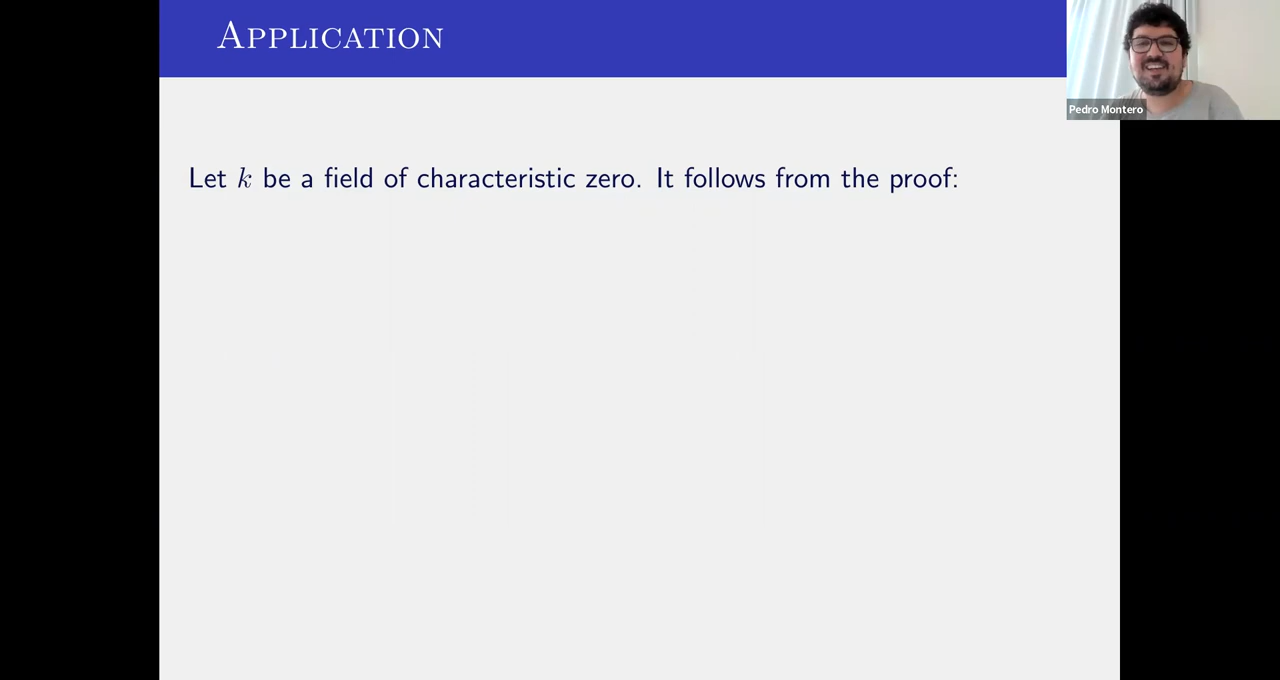 Application
Pedro Montero
Let k be a field of characteristic zero. It follows from the proof: